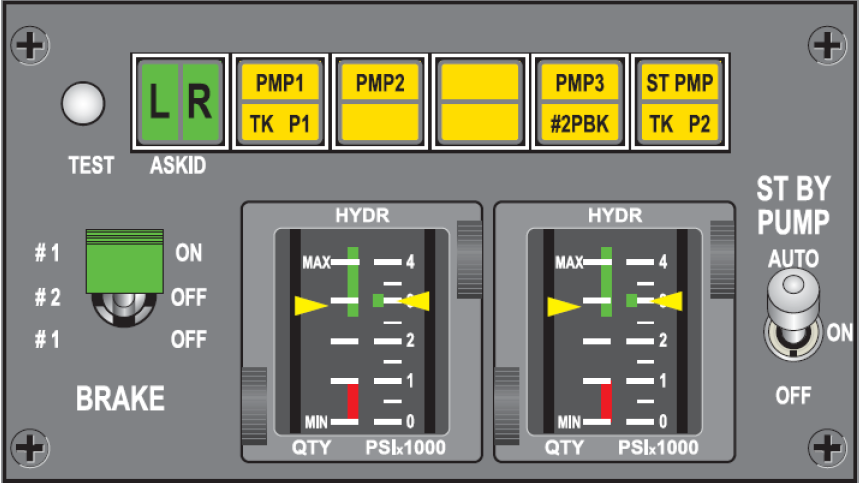 L R
PMP1
TK P1
PMP2
PMP3
#2PBK
ST PMP
TK P2
TEST
ASKID
ST BY
PUMP
AUTO
ON
OFF
# 1 ON
# 2 OFF
# 1 OFF
BRAKE
HYDR
MAX 4
2
1
MIN 0
QTY PSIx1000
HYDR
MAX 4
2
1
MIN 0
QTY PSIx1000